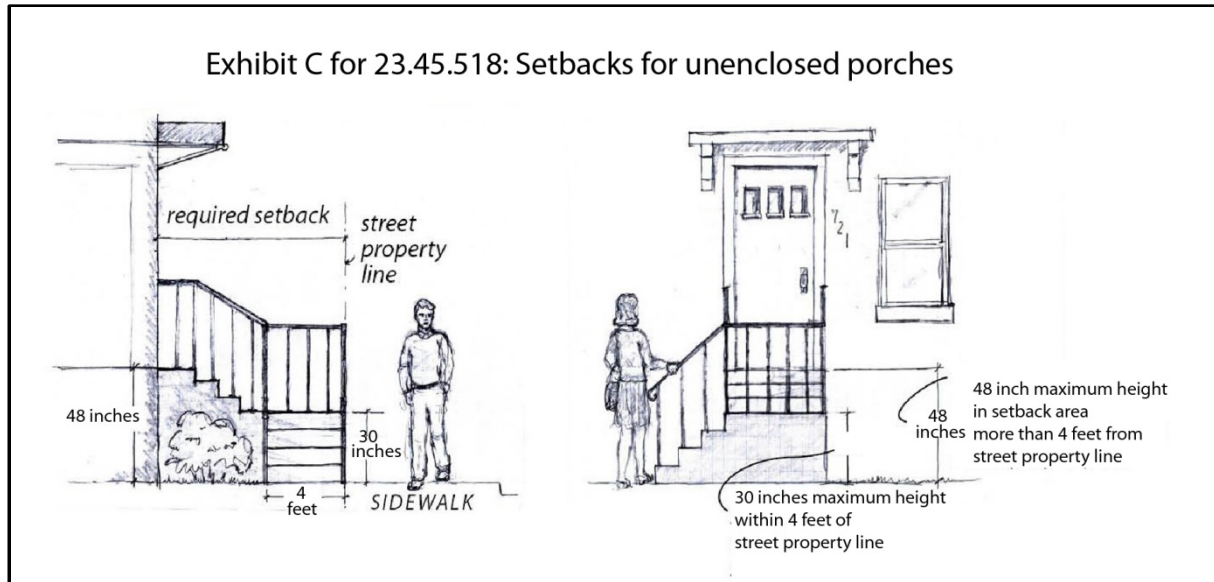 Exhibit C for 23.45.518: Setbacks for unenclosed porches
required setback
street
property
line
48 inches
30
inches
4
feet
SIDEWALK
721
48
inches
48 inch maximum height
in setback area
more than 4 feet from
street property line
30 inches maximum height
within 4 feet of
street property line